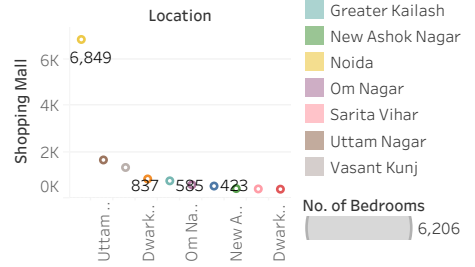 Location
Shopping Mall
6K
4K
2K
0K
6,849
837
585
423
Uttam ..
Dwark..
Om Na..
New A..
Dwark..
Greater Kailash
New Ashok Nagar
Noida
Om Nagar
Sarita Vihar
Uttam Nagar
Vasant Kunj
No. of Bedrooms
6,206